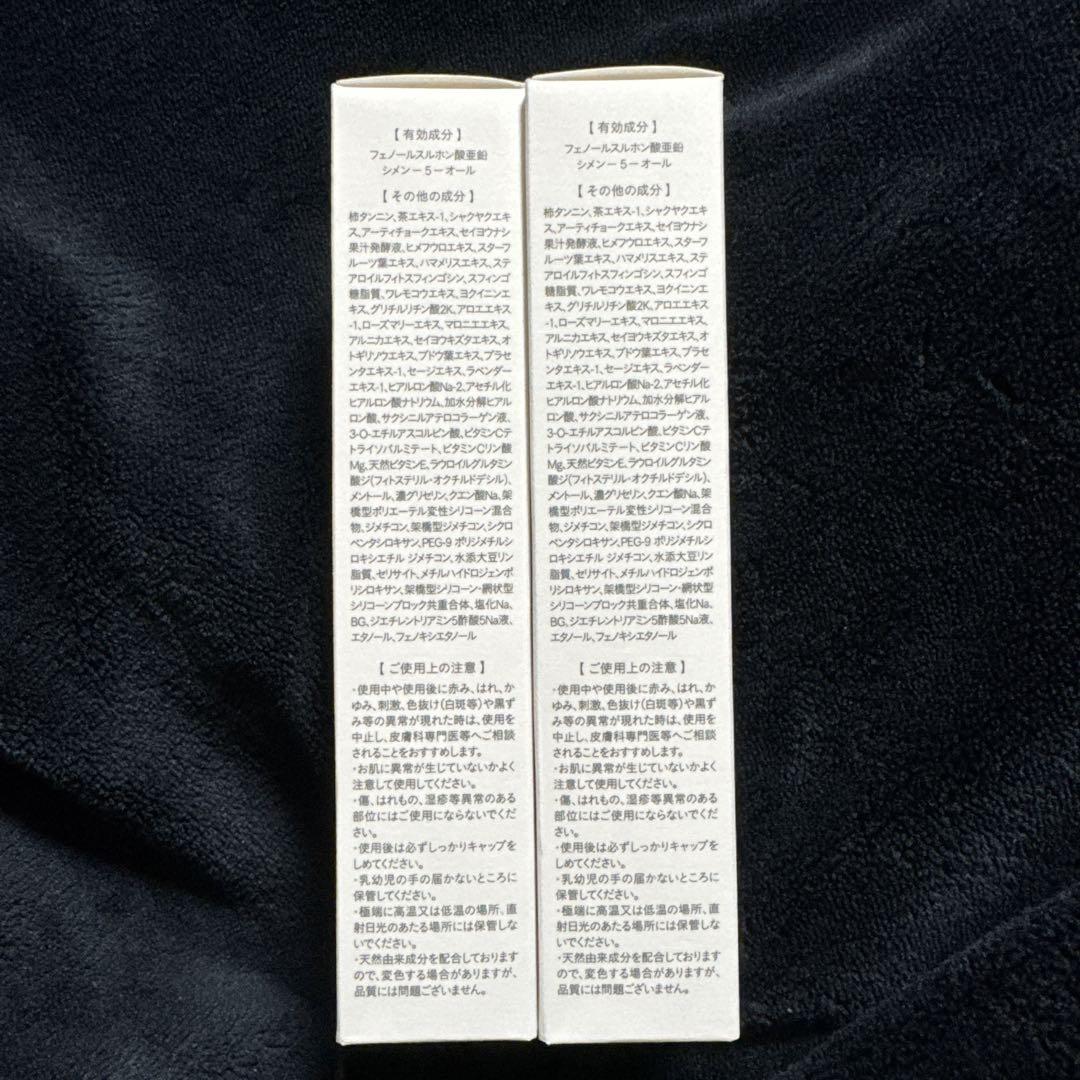 【 有効成分 】
フェノールスルホン酸亜鉛
シメン－５－オール
【 その他の成分 】
柿タンニン、茶エキス-1、シャクヤクエキ
ス、アーティチョークエキス、セイヨウナシ
果汁発酵液、ヒメフウロエキス、スターフ
ルーツ葉エキス、ハマメリスエキス、ステ
アロイルフィトスフィンゴシン、スフィンゴ
糖脂質、ワレモコウエキス、ヨクイニンエ
キス、グリチルリチン酸2K、アロエエキス
-1、ローズマリーエキス、マロニエエキス、
アルニカエキス、セイヨウキズタエキス、オ
トギリソウエキス、ブドウ葉エキス、プラセ
ンタエキス-1、セージエキス、ラベンダー
エキス-1、ヒアルロン酸Na-2、アセチル化
ヒアルロン酸ナトリウム、加水分解ヒアル
ロン酸、サクシニルアテロコラーゲン液、
3-O-エチルアスコルビン酸、ビタミンCテ
トライソパルミテート、ビタミンCリン酸
Mg、天然ビタミンE、ラウロイルグルタミン
酸ジ(フィトステリル・オクチルドデシル)、
メントール、濃グリセリン、クエン酸Na、架
橋型ポリエーテル変性シリコーン混合
物、ジメチコン、架橋型ジメチコン、シクロ
ペンタシロキサン、PEG-9 ポリジメチルシ
ロキシエチル ジメチコン、水添大豆リン
脂質、セリサイト、メチルハイドロジェンポ
リシロキサン、架橋型シリコーン・網状型
シリコーンブロック共重合体、塩化Na、
BG、ジエチレントリアミン5酢酸5Na液、
エタノール、フェノキシエタノール
【 ご使用上の注意 】
・使用中や使用後に赤み、はれ、か
ゆみ、刺激、色抜け(白斑等)や黒ず
み等の異常が現れた時は、使用を
中止し、皮膚科専門医等へご相談
されることをおすすめします。
・お肌に異常が生じていないかよく
注意して使用してください。
・傷、はれもの、湿疹等異常のある
部位にはご使用にならないでくだ
さい。
・使用後は必ずしっかりキャップを
しめてください。
・乳幼児の手の届かないところに
保管してください。
・極端に高温又は低温の場所、直
射日光のあたる場所には保管しな
いでください。
・天然由来成分を配合しております
ので、変色する場合がありますが、
品質には問題ございません。
【 有効成分 】
フェノールスルホン酸亜鉛
シメン－５－オール
【 その他の成分 】
柿タンニン、茶エキス-1、シャクヤクエキ
ス、アーティチョークエキス、セイヨウナシ
果汁発酵液、ヒメフウロエキス、スターフ
ルーツ葉エキス、ハマメリスエキス、ステ
アロイルフィトスフィンゴシン、スフィンゴ
糖脂質、ワレモコウエキス、ヨクイニンエ
キス、グリチルリチン酸2K、アロエエキス
-1、ローズマリーエキス、マロニエエキス、
アルニカエキス、セイヨウキズタエキス、オ
トギリソウエキス、ブドウ葉エキス、プラセ
ンタエキス-1、セージエキス、ラベンダー
エキス-1、ヒアルロン酸Na-2、アセチル化
ヒアルロン酸ナトリウム、加水分解ヒアル
ロン酸、サクシニルアテロコラーゲン液、
3-O-エチルアスコルビン酸、ビタミンCテ
トライソパルミテート、ビタミンCリン酸
Mg、天然ビタミンE、ラウロイルグルタミン
酸ジ(フィトステリル・オクチルドデシル)、
メントール、濃グリセリン、クエン酸Na、架
橋型ポリエーテル変性シリコーン混合
物、ジメチコン、架橋型ジメチコン、シクロ
ペンタシロキサン、PEG-9 ポリジメチルシ
ロキシエチル ジメチコン、水添大豆リン
脂質、セリサイト、メチルハイドロジェンポ
リシロキサン、架橋型シリコーン・網状型
シリコーンブロック共重合体、塩化Na、
BG、ジエチレントリアミン5酢酸5Na液、
エタノール、フェノキシエタノール
【 ご使用上の注意 】
・使用中や使用後に赤み、はれ、か
ゆみ、刺激、色抜け(白斑等)や黒ず
み等の異常が現れた時は、使用を
中止し、皮膚科専門医等へご相談
されることをおすすめします。
・お肌に異常が生じていないかよく
注意して使用してください。
・傷、はれもの、湿疹等異常のある
部位にはご使用にならないでくだ
さい。
・使用後は必ずしっかりキャップを
しめてください。
・乳幼児の手の届かないところに
保管してください。
・極端に高温又は低温の場所、直
射日光のあたる場所には保管しな
いでください。
・天然由来成分を配合しております
ので、変色する場合がありますが、
品質には問題ございません。